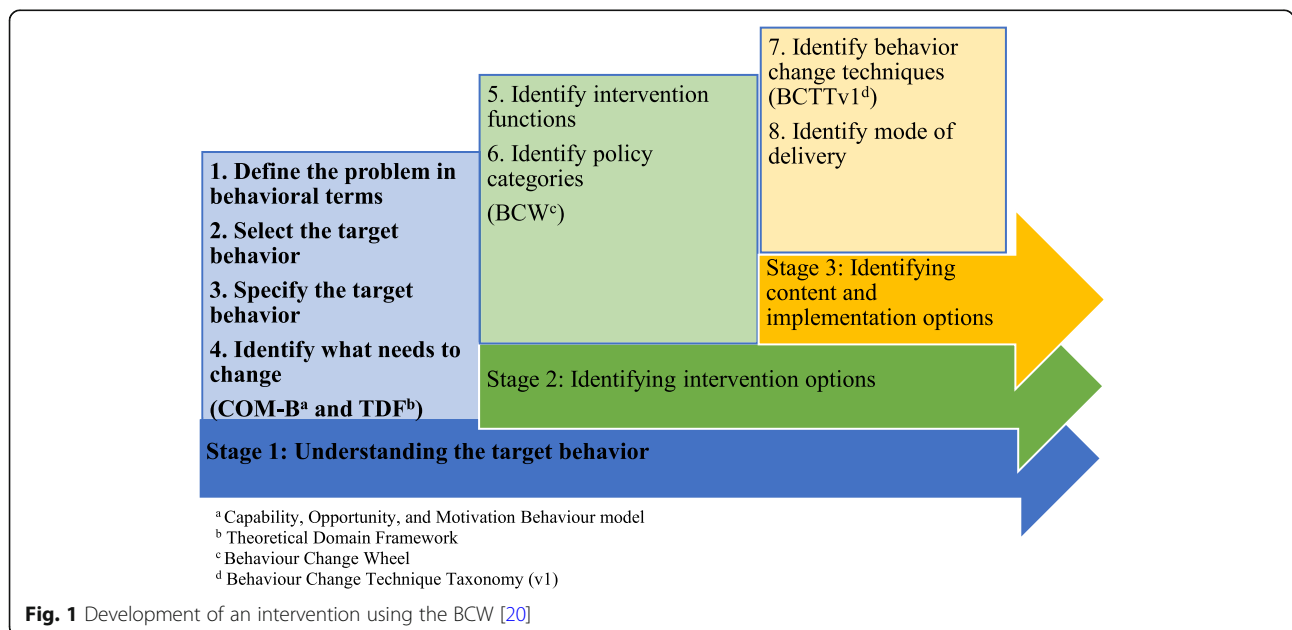 1. Define the problem in
behavioral terms
2. Select the target
behavior
3. Specify the target
behavior
4. Identify what needs to
change
(COM-Bᵃ and TDFᵇ)
Stage 1: Understanding the target behavior
5. Identify intervention
functions
6. Identify policy
categories
(BCWᶜ)
Stage 2: Identifying intervention options
7. Identify behavior
change techniques
(BCTTv1ᵈ)
8. Identify mode of
delivery
Stage 3: Identifying
content and
implementation options
ᵃ Capability, Opportunity, and Motivation Behaviour model
ᵇ Theoretical Domain Framework
ᶜ Behaviour Change Wheel
ᵈ Behaviour Change Technique Taxonomy (v1)
Fig. 1 Development of an intervention using the BCW [20]